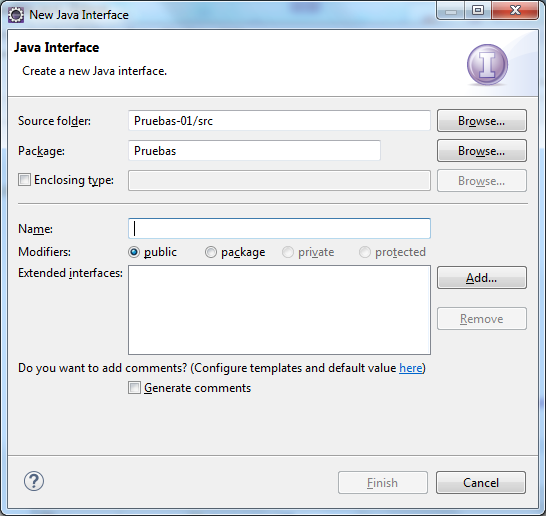 New Java Interface
Java Interface
Create a new Java interface.
I
Source folder: Pruebas-01/src Browse...
Package: Pruebas Browse...
Enclosing type: Browse...
Name:
Modifiers: public package private protected
Extended interfaces: Add...
Remove
Do you want to add comments? (Configure templates and default value here)
Generate comments
? Finish Cancel